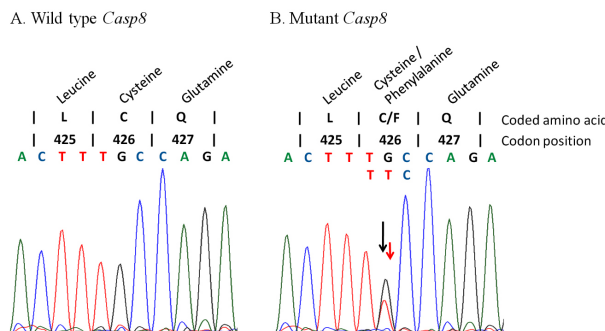 A. Wild type Casp8
Leucine
Cysteine
Glutamine
| L | C | Q |
| 425 | 426 | 427 |
A C T T T G C C A G A
B. Mutant Casp8
Leucine
Cysteine /
Phenylalanine
Glutamine
| L | C/F | Q | Coded amino acid
| 425 | 426 | 427 | Codon position
A C T T T G C C A G A
T T C